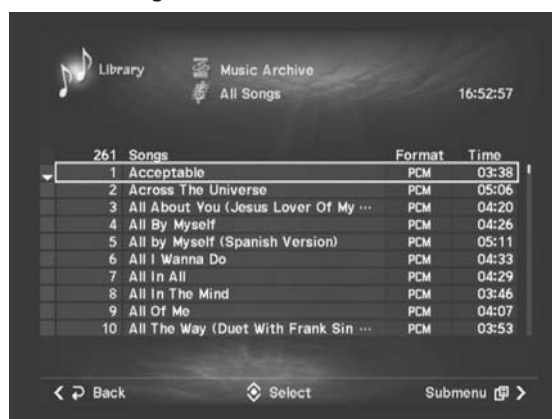 Library
Music Archive
All Songs
16:52:57
261 Songs Format Time
1 Acceptable PCM 03:38
2 Across The Universe PCM 05:06
3 All About You (Jesus Lover Of My ··· PCM 04:20
4 All By Myself PCM 04:26
5 All by Myself (Spanish Version) PCM 05:11
6 All I Wanna Do PCM 04:33
7 All In All PCM 04:29
8 All In The Mind PCM 03:46
9 All Of Me PCM 04:07
10 All The Way (Duet With Frank Sin ··· PCM 03:53
Back Select Submenu